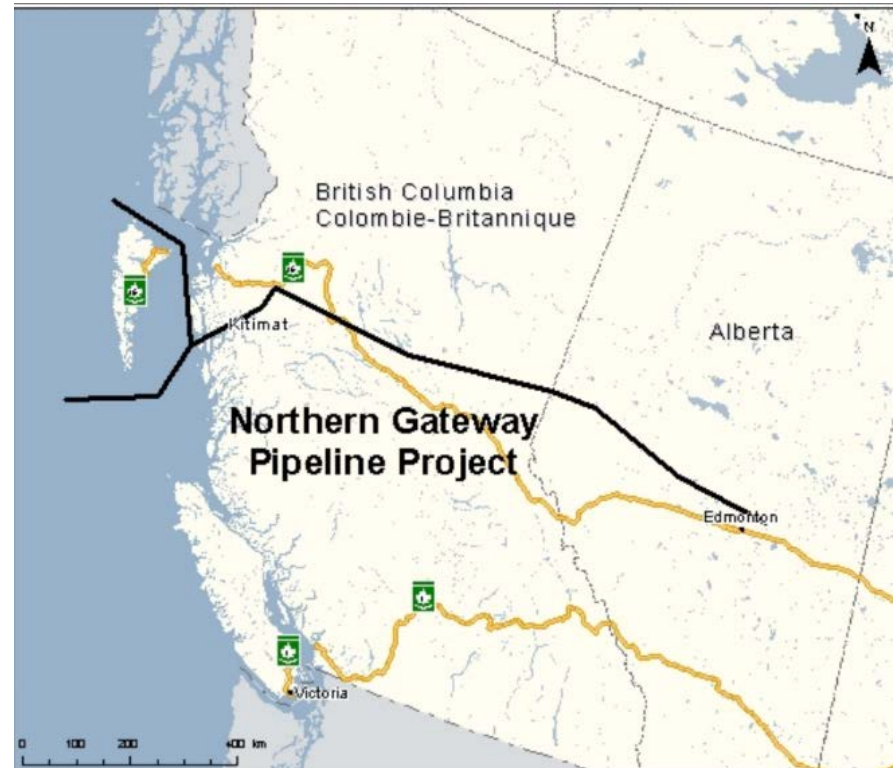 N
British Columbia
Colombie-Britannique
Alberta
Kitimat
Northern Gateway
Pipeline Project
Edmonton
Victoria
0 100 200 400 km